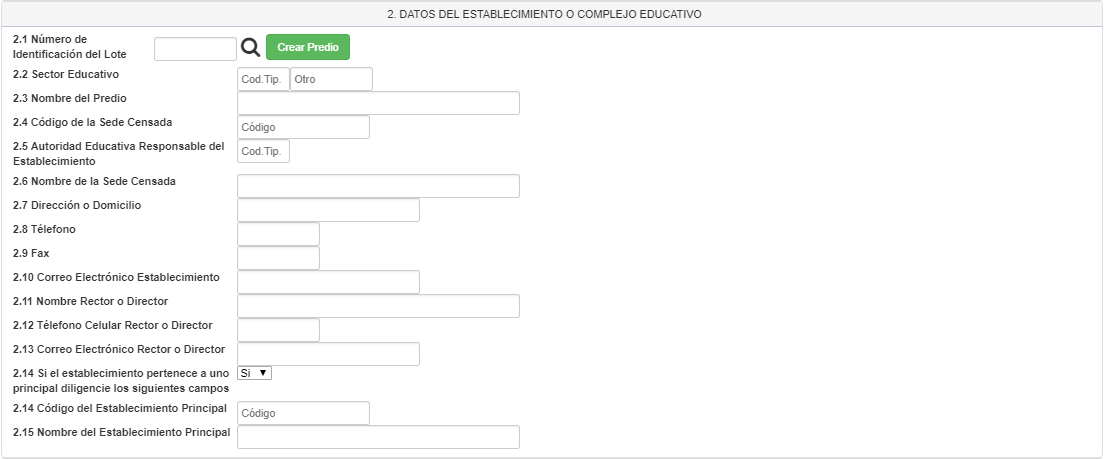 2. DATOS DEL ESTABLECIMIENTO O COMPLEJO EDUCATIVO
2.1 Número de
Identificación del Lote
Crear Predio
2.2 Sector Educativo
Cod.Tip. Otro
2.3 Nombre del Predio
2.4 Código de la Sede Censada
Código
2.5 Autoridad Educativa Responsable del
Establecimiento
Cod.Tip.
2.6 Nombre de la Sede Censada
2.7 Dirección o Domicilio
2.8 Télefono
2.9 Fax
2.10 Correo Electrónico Establecimiento
2.11 Nombre Rector o Director
2.12 Télefono Celular Rector o Director
2.13 Correo Electrónico Rector o Director
2.14 Si el establecimiento pertenece a uno
principal diligencie los siguientes campos
Si
2.14 Código del Establecimiento Principal
Código
2.15 Nombre del Establecimiento Principal